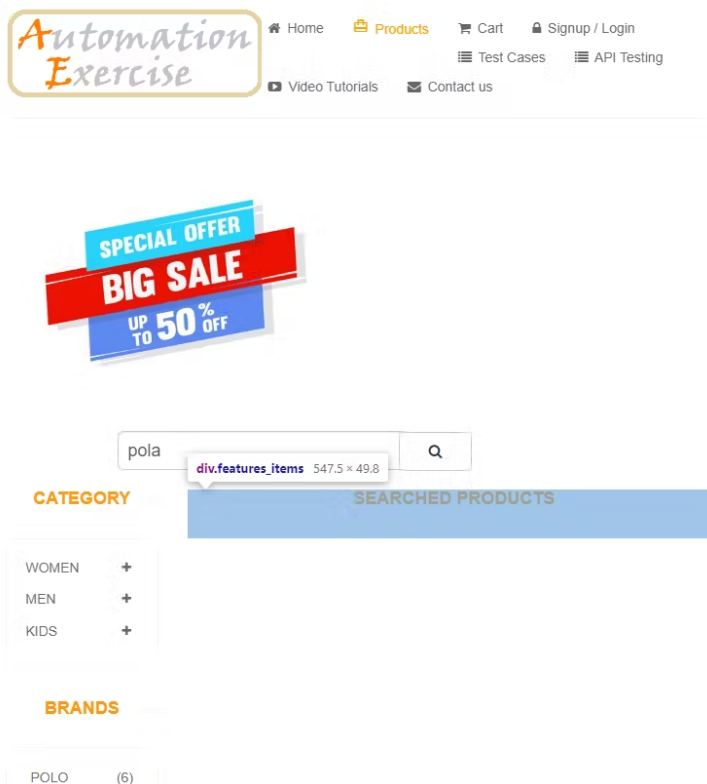 Automation
Exercise
Home Products Cart Signup / Login
Test Cases API Testing
Video Tutorials Contact us
SPECIAL OFFER
BIG SALE
UP TO 50% OFF
pola
div.features_items 547.5 × 49.8
CATEGORY
SEARCHED PRODUCTS
WOMEN +
MEN +
KIDS +
BRANDS
POLO (6)